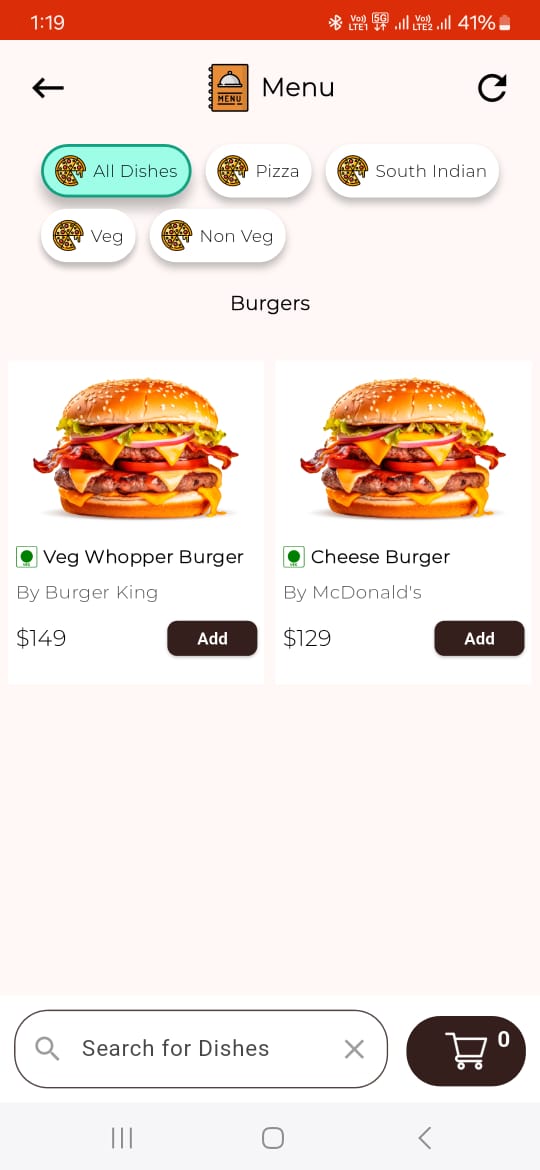 1:19 Vo)) LTE1 5G Vo)) LTE2 41%
MENU Menu
All Dishes Pizza South Indian
Veg Non Veg
Burgers
Veg Whopper Burger
By Burger King
$149 Add
Cheese Burger
By McDonald's
$129 Add
Search for Dishes 0